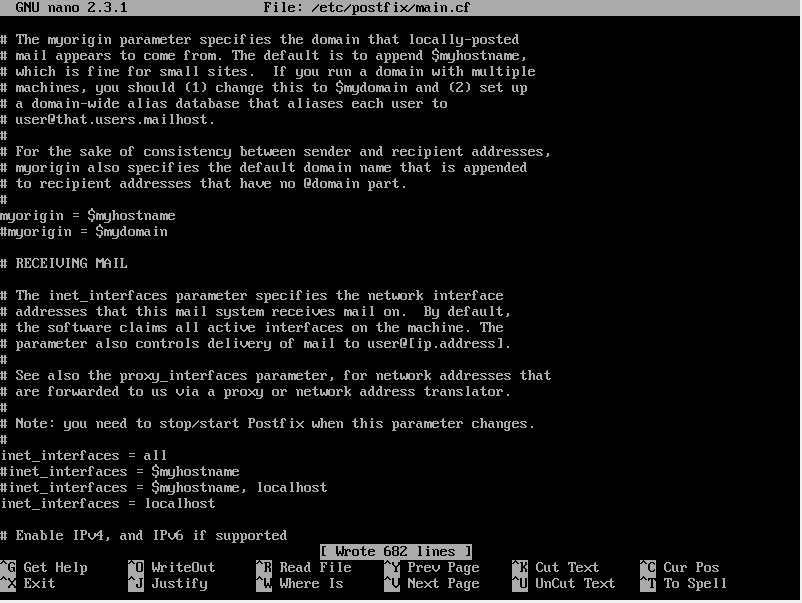 GNU nano 2.3.1 File: /etc/postfix/main.cf
# The myorigin parameter specifies the domain that locally-posted
# mail appears to come from. The default is to append $myhostname,
# which is fine for small sites.  If you run a domain with multiple
# machines, you should (1) change this to $mydomain and (2) set up
# a domain-wide alias database that aliases each user to
# user@that.users.mailhost.
#
# For the sake of consistency between sender and recipient addresses,
# myorigin also specifies the default domain name that is appended
# to recipient addresses that have no @domain part.
#
myorigin = $myhostname
#myorigin = $mydomain
# RECEIVING MAIL
# The inet_interfaces parameter specifies the network interface
# addresses that this mail system receives mail on.  By default,
# the software claims all active interfaces on the machine. The
# parameter also controls delivery of mail to user@[ip.address].
#
# See also the proxy_interfaces parameter, for network addresses that
# are forwarded to us via a proxy or network address translator.
#
# Note: you need to stop/start Postfix when this parameter changes.
#
inet_interfaces = all
#inet_interfaces = $myhostname
#inet_interfaces = $myhostname, localhost
inet_interfaces = localhost
# Enable IPv4, and IPv6 if supported
[ Wrote 682 lines ]
^G Get Help ^O WriteOut ^R Read File ^Y Prev Page ^K Cut Text ^C Cur Pos
^X Exit ^J Justify ^W Where Is ^V Next Page ^U UnCut Text ^T To Spell